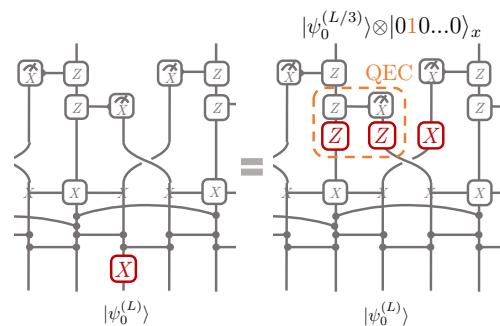 |ψ₀^(L/3)⟩⊗|010...0⟩ₓ
QEC
X Z X Z X Z X Z
Z Z Z Z
Z Z X
X Z X X X X Z X X X
=
X
|ψ₀^(L)⟩ |ψ₀^(L)⟩